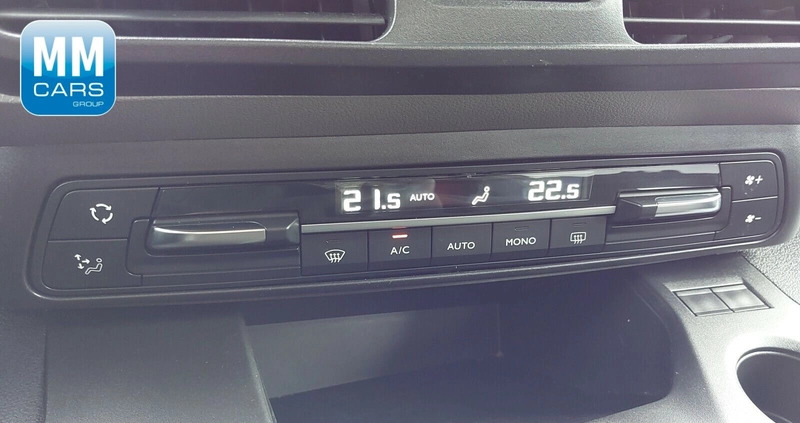 MM
CARS
GROUP
21.5 AUTO 22.5
A/C AUTO MONO